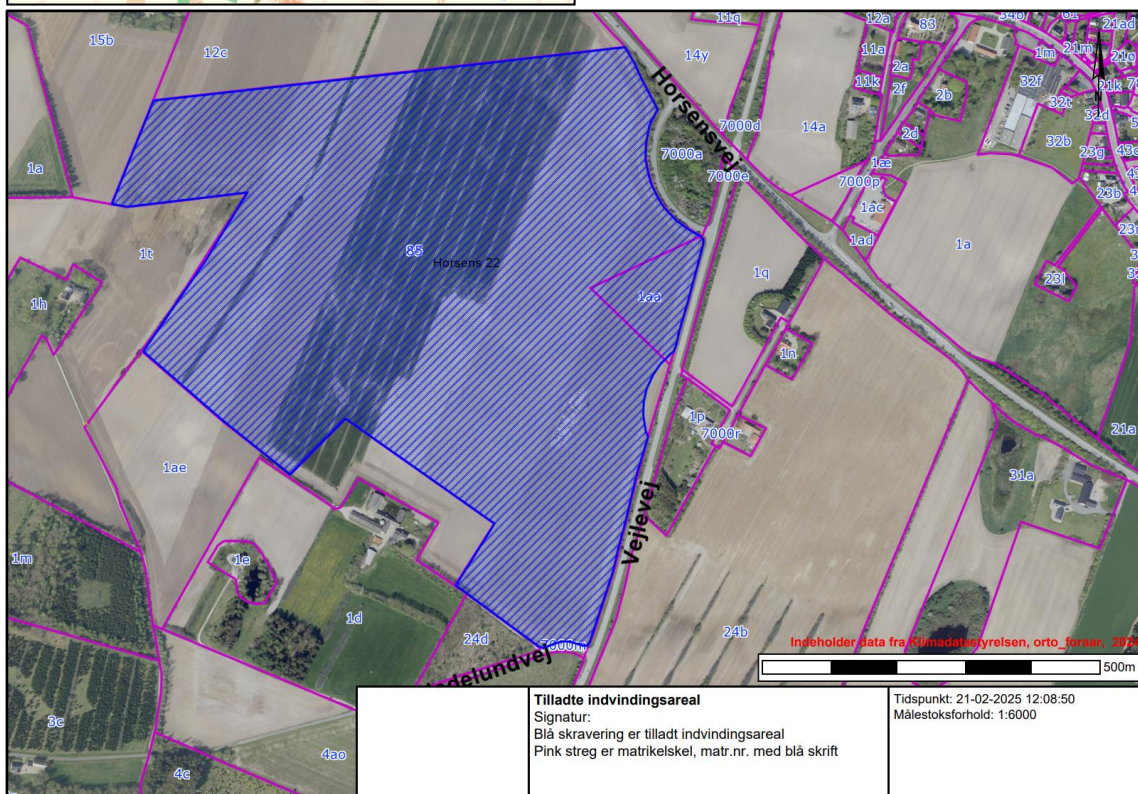 11q
12a
83
34b
61
21ad
15b
12c
14y
11a
1m
21m
21ø
2a
11k
2f
2b
32f
21k
32t
32d
Horsensvej
7000d
14a
2d
32b
23g
43c
1a
7000a
7000e
1æ
7000p
23b
1ac
1t
85
Horsens 22
1ad
1a
1h
1aa
1q
23l
1n
1p
7000r
21a
1ae
31a
Vejlevej
1m
1e
1d
24d
7000m
24b
delundvej
Indeholder data fra Klimadatastyrelsen, orto_foraar,
500m
3c
4ao
4c
Tilladte indvindingsareal
Signatur:
Blå skravering er tilladt indvindingsareal
Pink streg er matrikelskel, matr.nr. med blå skrift
Tidspunkt: 21-02-2025 12:08:50
Målestoksforhold: 1:6000